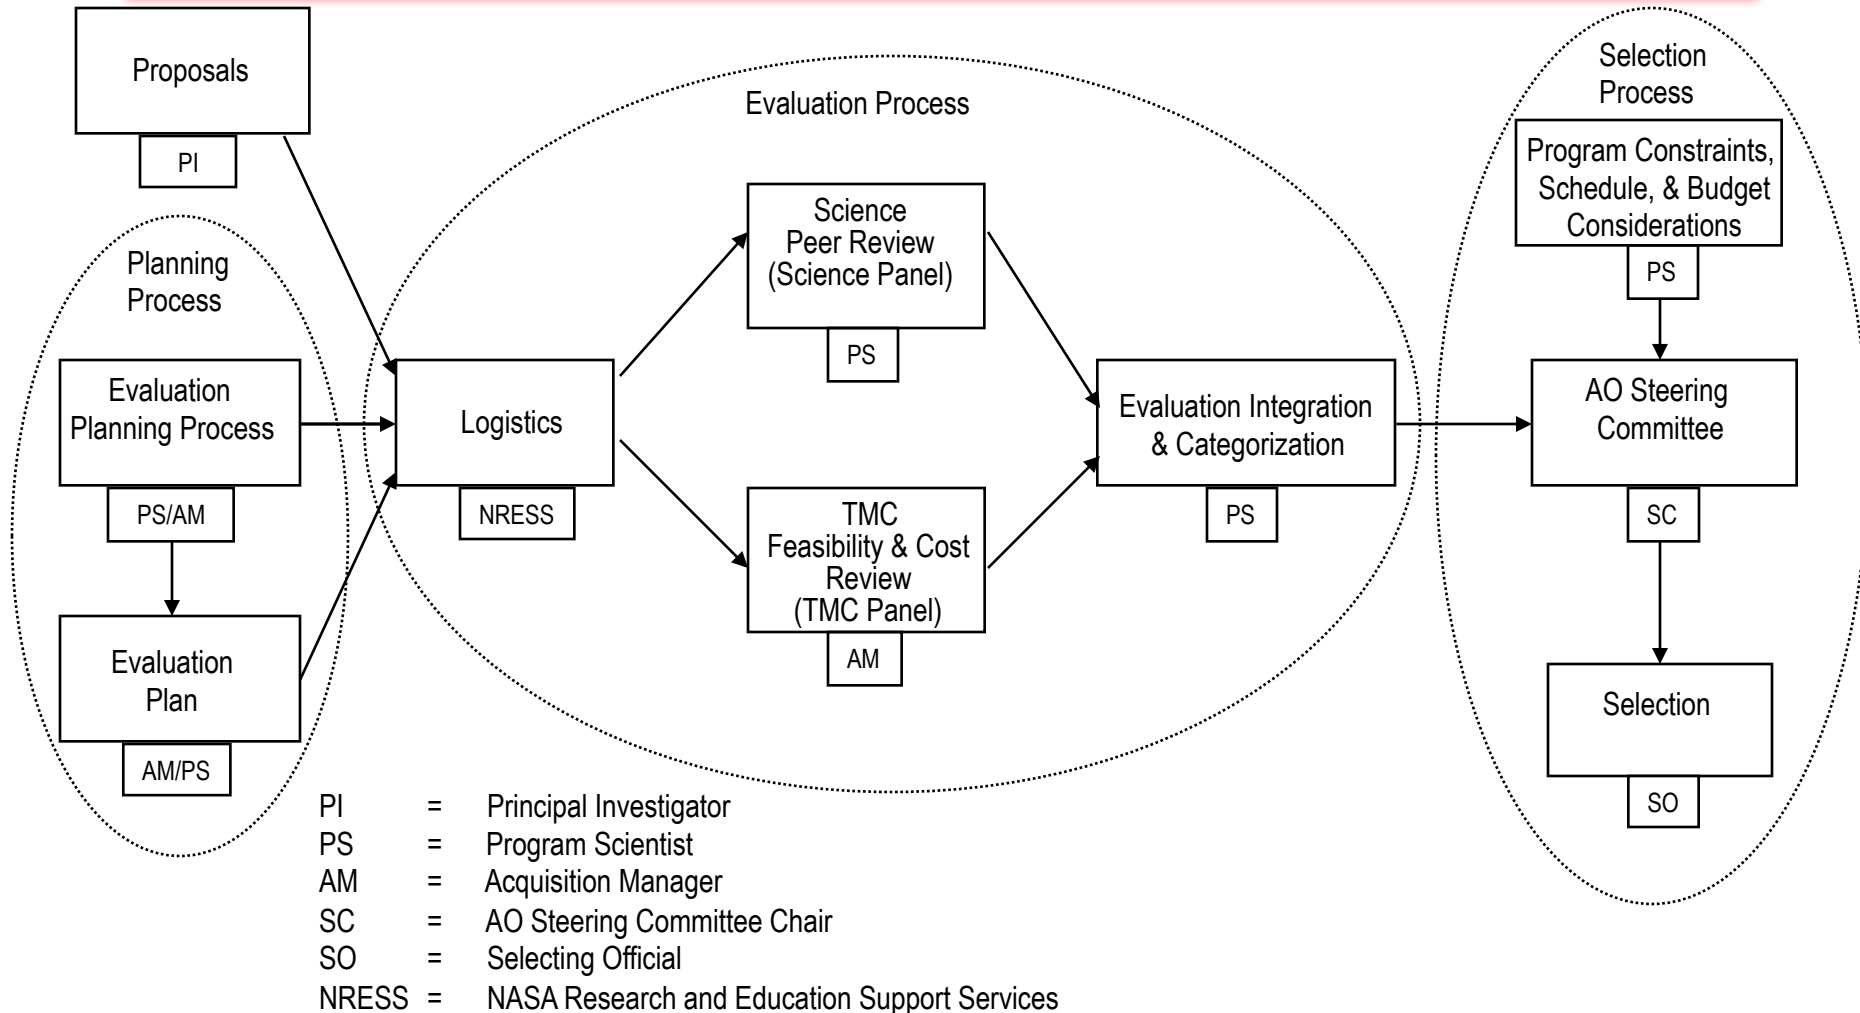 Proposals
PI
Planning
Process
Evaluation
Planning Process
PS/AM
Evaluation
Plan
AM/PS
Evaluation Process
Logistics
NRESS
Science
Peer Review
(Science Panel)
PS
TMC
Feasibility & Cost
Review
(TMC Panel)
AM
Evaluation Integration
& Categorization
PS
Selection
Process
Program Constraints,
Schedule, & Budget
Considerations
PS
AO Steering
Committee
SC
Selection
SO
PI = Principal Investigator
PS = Program Scientist
AM = Acquisition Manager
SC = AO Steering Committee Chair
SO = Selecting Official
NRESS = NASA Research and Education Support Services